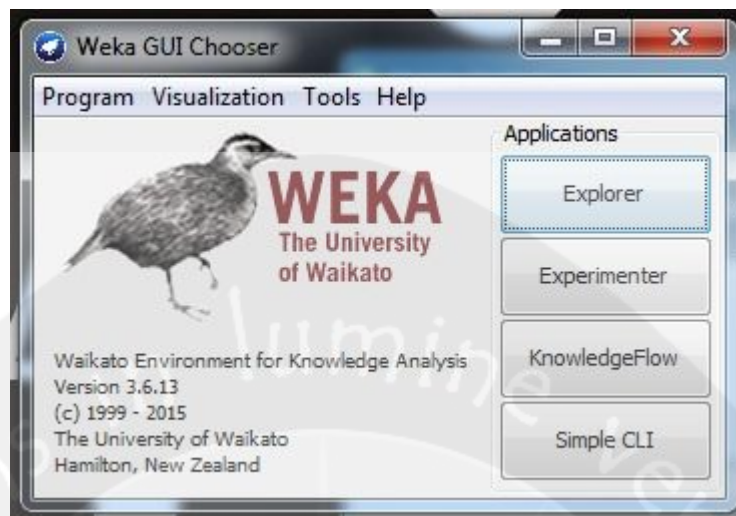 Weka GUI Chooser
Program Visualization Tools Help
WEKA
The University
of Waikato
Waikato Environment for Knowledge Analysis
Version 3.6.13
(c) 1999 - 2015
The University of Waikato
Hamilton, New Zealand
Applications
Explorer
Experimenter
KnowledgeFlow
Simple CLI
lumine